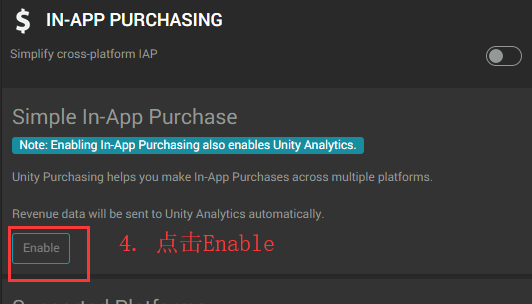 $ IN-APP PURCHASING
Simplify cross-platform IAP
Simple In-App Purchase
Note: Enabling In-App Purchasing also enables Unity Analytics.
Unity Purchasing helps you make In-App Purchases across multiple platforms.
Revenue data will be sent to Unity Analytics automatically.
Enable
4. 点击Enable